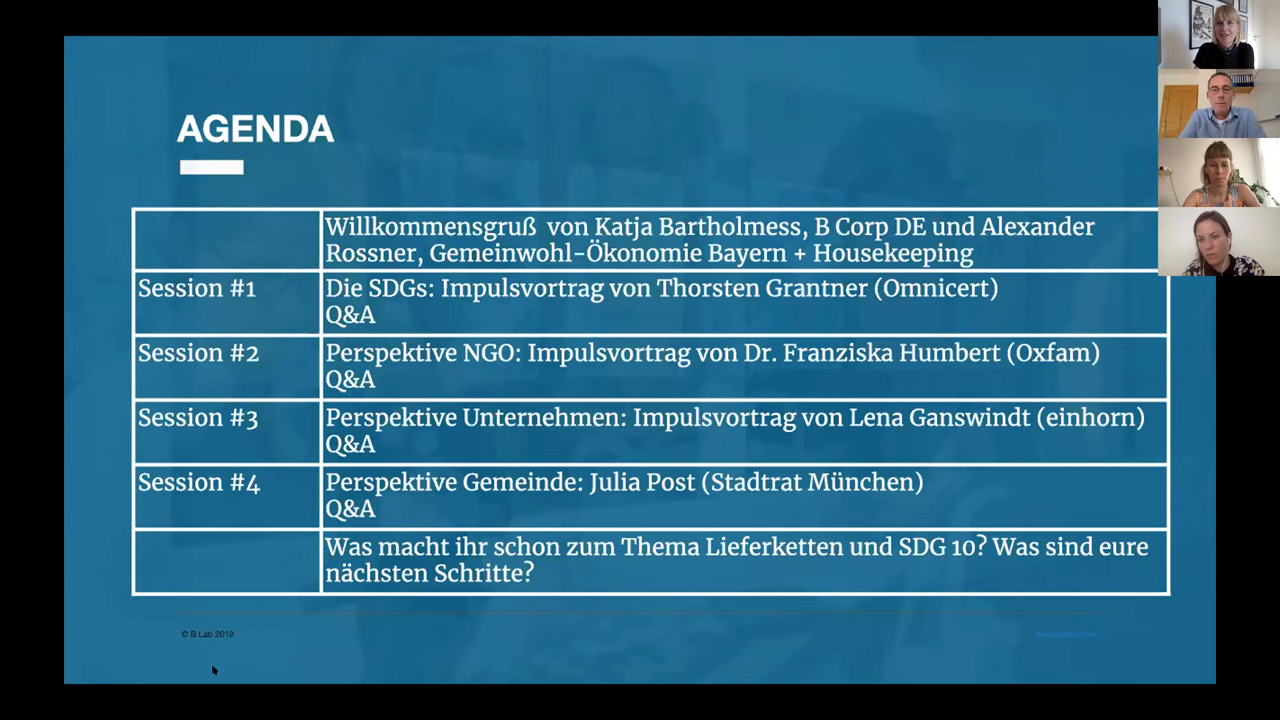 AGENDA
Willkommensgruß von Katja Bartholmess, B Corp DE und Alexander
Rossner, Gemeinwohl-Ökonomie Bayern + Housekeeping
Session #1
Die SDGs: Impulsvortrag von Thorsten Grantner (Omnicert)
Q&A
Session #2
Perspektive NGO: Impulsvortrag von Dr. Franziska Humbert (Oxfam)
Q&A
Session #3
Perspektive Unternehmen: Impulsvortrag von Lena Ganswindt (einhorn)
Q&A
Session #4
Perspektive Gemeinde: Julia Post (Stadtrat München)
Q&A
Was macht ihr schon zum Thema Lieferketten und SDG 10? Was sind eure
nächsten Schritte?
© B Lab 2019